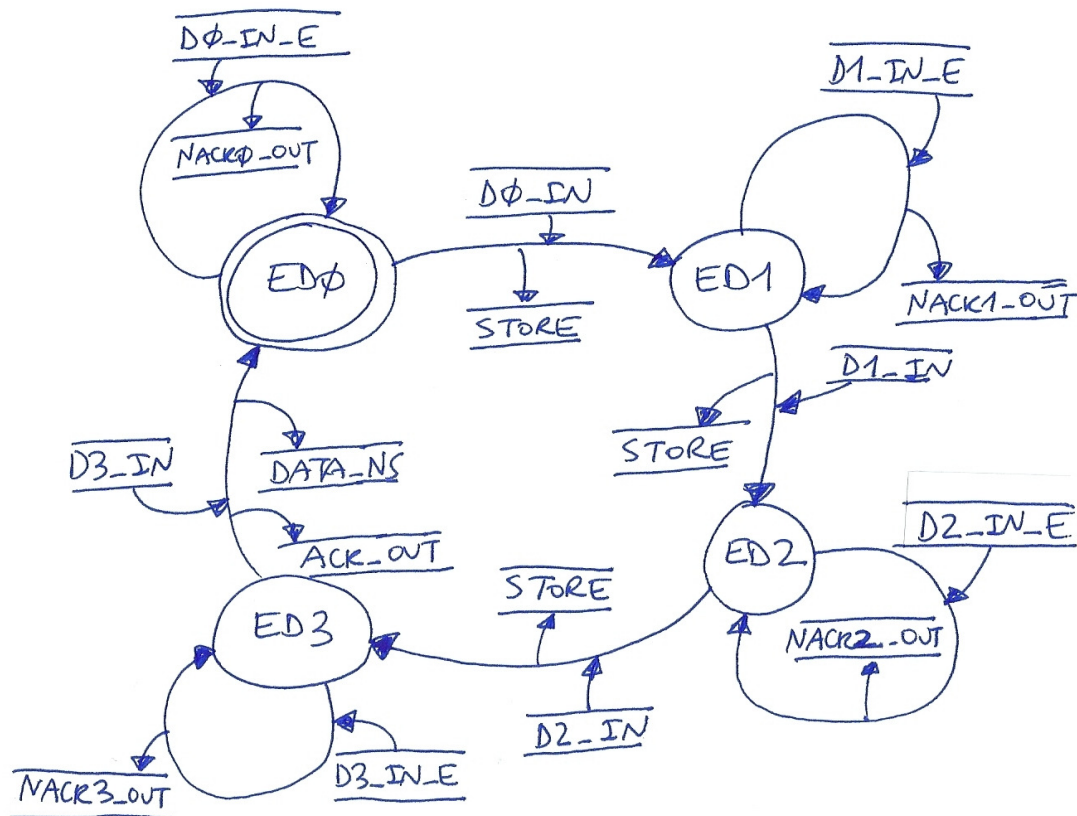 DØ_IN_E
NACKØ_OUT
D1_IN_E
DØ_IN
EDØ
ED1
NACK1_OUT
STORE
D1_IN
STORE
D3_IN
DATA_NS
D2_IN_E
ACK_OUT
ED2
STORE
ED3
NACK2_OUT
D2_IN
D3_IN_E
NACK3_OUT